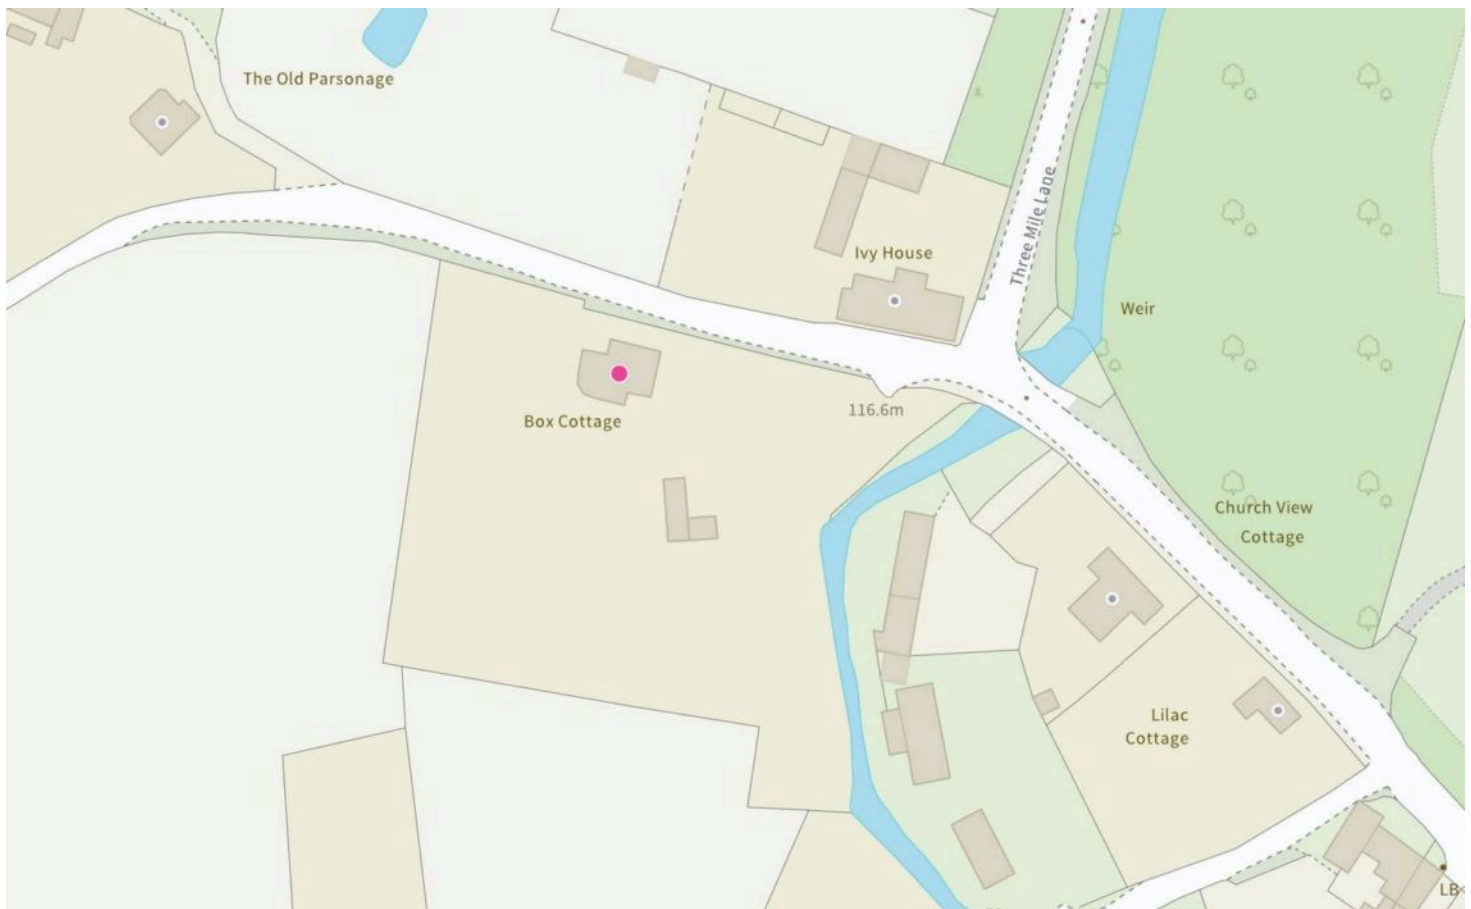 The Old Parsonage
Ivy House
Three Mile Lane
Weir
Box Cottage
116.6m
Church View
Cottage
Lilac
Cottage
LB